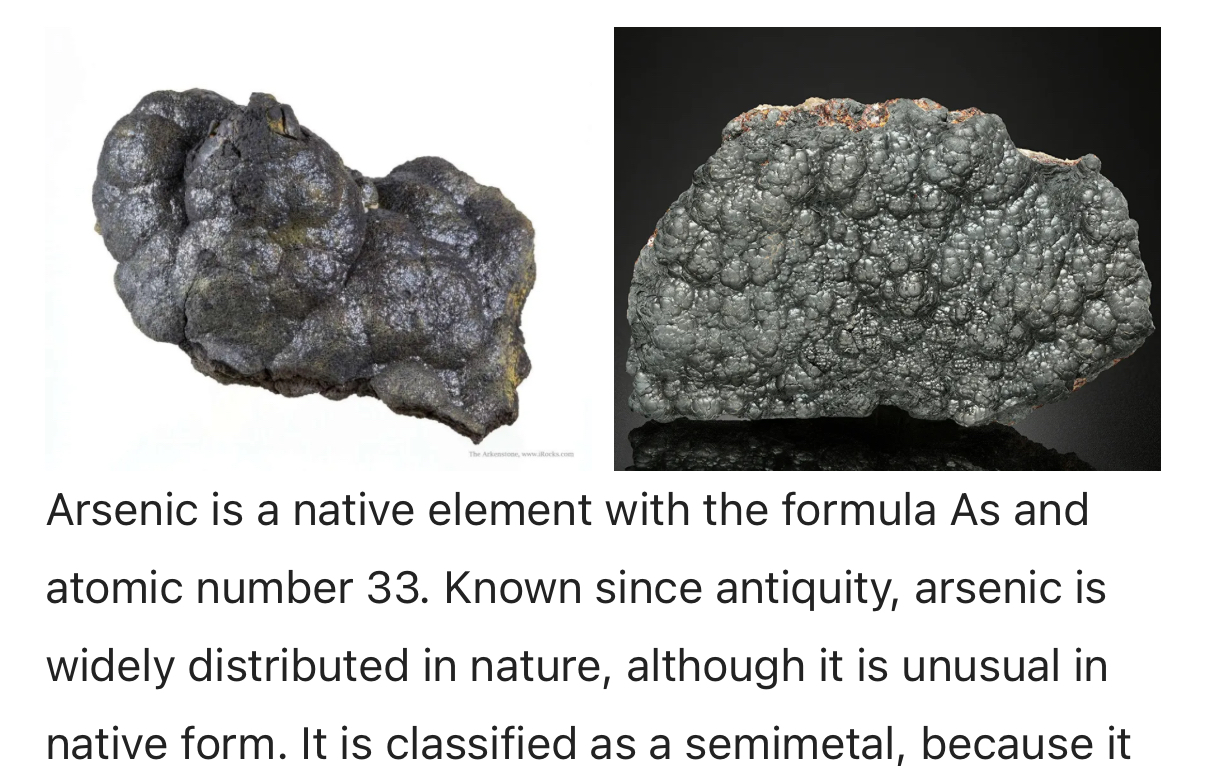 The Arkenstone, www.iRocks.com
Arsenic is a native element with the formula As and
atomic number 33. Known since antiquity, arsenic is
widely distributed in nature, although it is unusual in
native form. It is classified as a semimetal, because it